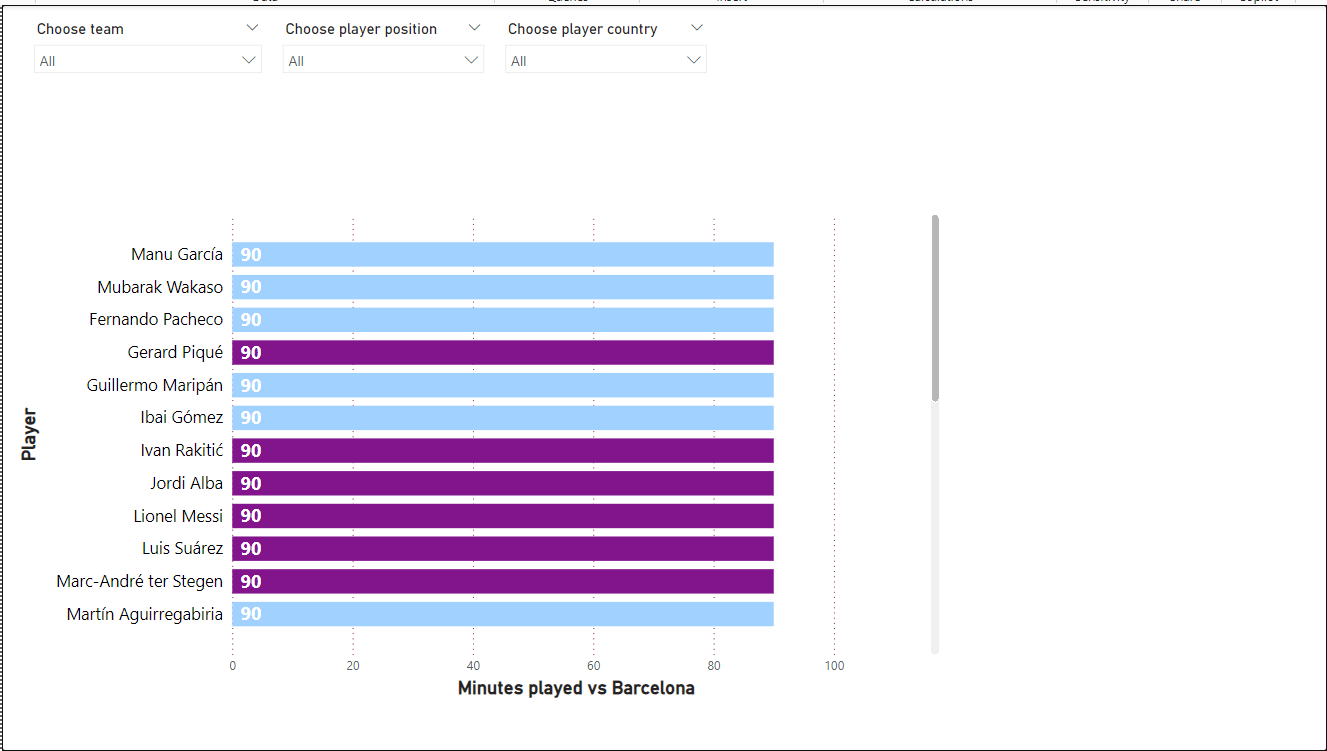 Choose team
Choose player position
Choose player country
All
All
All
Player
Manu García 90
Mubarak Wakaso 90
Fernando Pacheco 90
Gerard Piqué 90
Guillermo Maripán 90
Ibai Gómez 90
Ivan Rakitić 90
Jordi Alba 90
Lionel Messi 90
Luis Suárez 90
Marc-André ter Stegen 90
Martín Aguirregabiria 90
0 20 40 60 80 100
Minutes played vs Barcelona